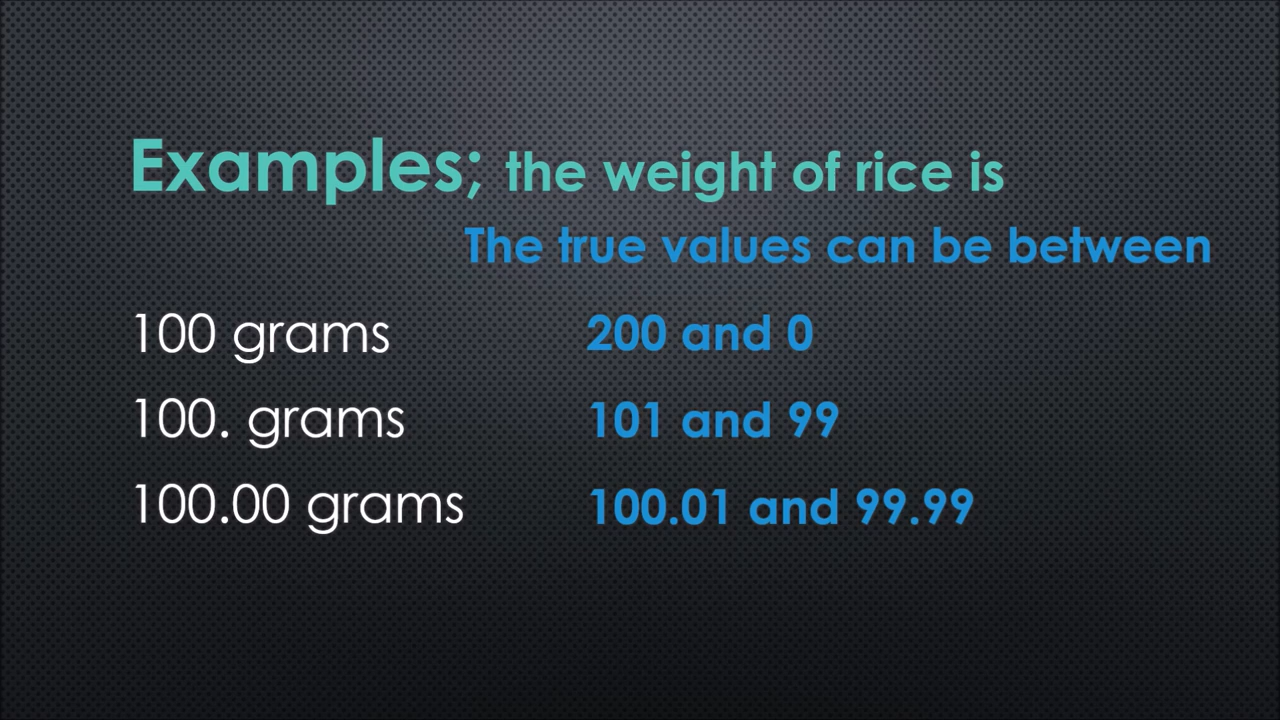 Examples; the weight of rice is
The true values can be between
100 grams 200 and 0
100. grams 101 and 99
100.00 grams 100.01 and 99.99